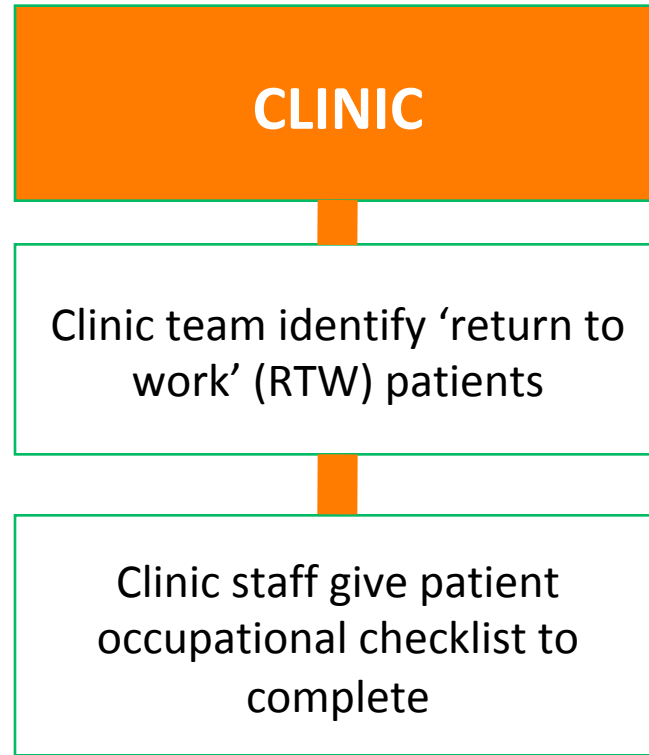 CLINIC
Clinic team identify ‘return to
work’ (RTW) patients
Clinic staff give patient
occupational checklist to
complete